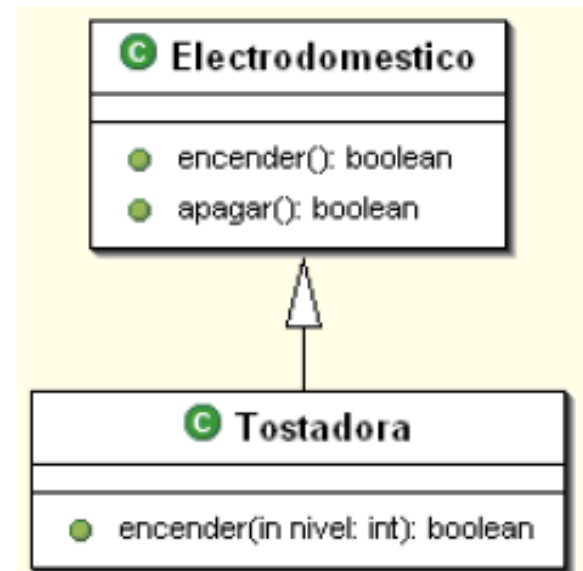 C Electrodomestico
encender(): boolean
apagar(): boolean
C Tostadora
encender(in nivel: int): boolean